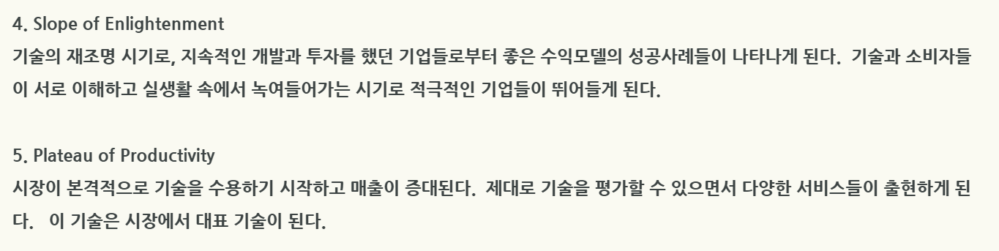 4. Slope of Enlightenment
기술의 재조명 시기로, 지속적인 개발과 투자를 했던 기업들로부터 좋은 수익모델의 성공사례들이 나타나게 된다.  기술과 소비자들
이 서로 이해하고 실생활 속에서 녹여들어가는 시기로 적극적인 기업들이 뛰어들게 된다.
5. Plateau of Productivity
시장이 본격적으로 기술을 수용하기 시작하고 매출이 증대된다.  제대로 기술을 평가할 수 있으면서 다양한 서비스들이 출현하게 된
다.   이 기술은 시장에서 대표 기술이 된다.